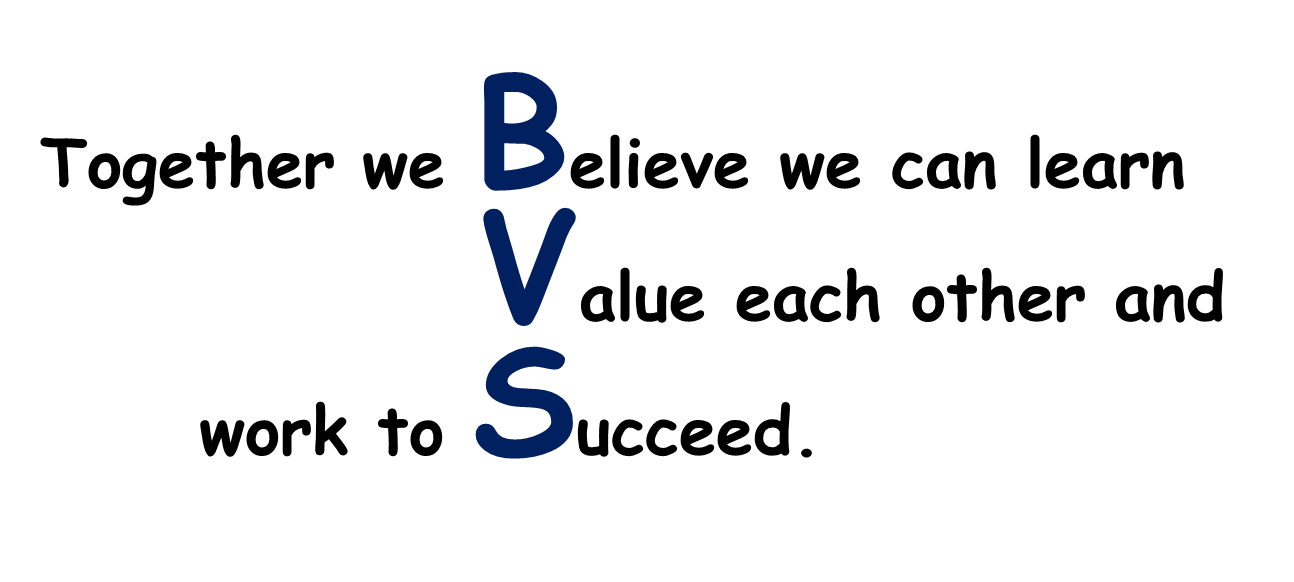 Together we Believe we can learn
Value each other and
work to Succeed.